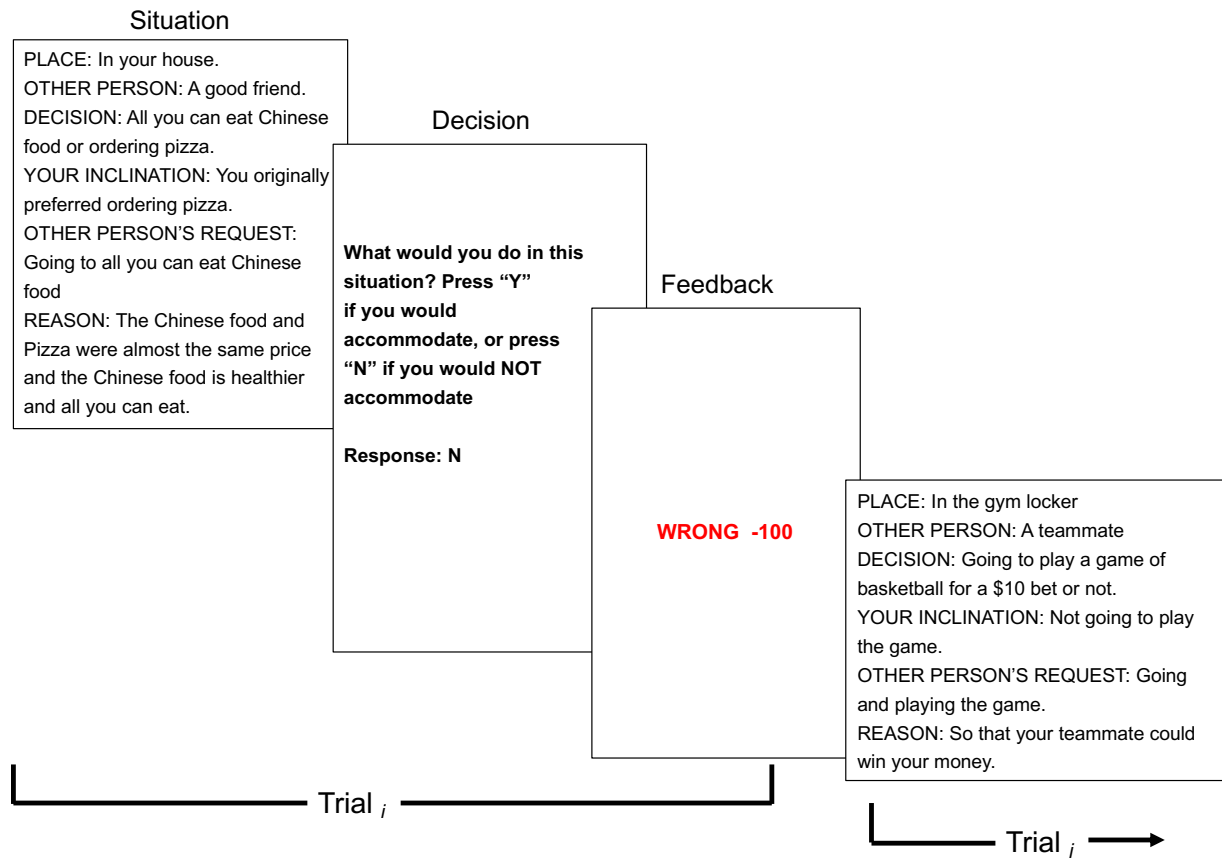 Situation
PLACE: In your house.
OTHER PERSON: A good friend.
DECISION: All you can eat Chinese
food or ordering pizza.
YOUR INCLINATION: You originally
preferred ordering pizza.
OTHER PERSON’S REQUEST:
Going to all you can eat Chinese
food
REASON: The Chinese food and
Pizza were almost the same price
and the Chinese food is healthier
and all you can eat.
Decision
What would you do in this
situation? Press “Y”
if you would
accommodate, or press
“N” if you would NOT
accommodate
Response: N
Feedback
WRONG -100
PLACE: In the gym locker
OTHER PERSON: A teammate
DECISION: Going to play a game of
basketball for a $10 bet or not.
YOUR INCLINATION: Not going to play
the game.
OTHER PERSON’S REQUEST: Going
and playing the game.
REASON: So that your teammate could
win your money.
Trial i
Trial j